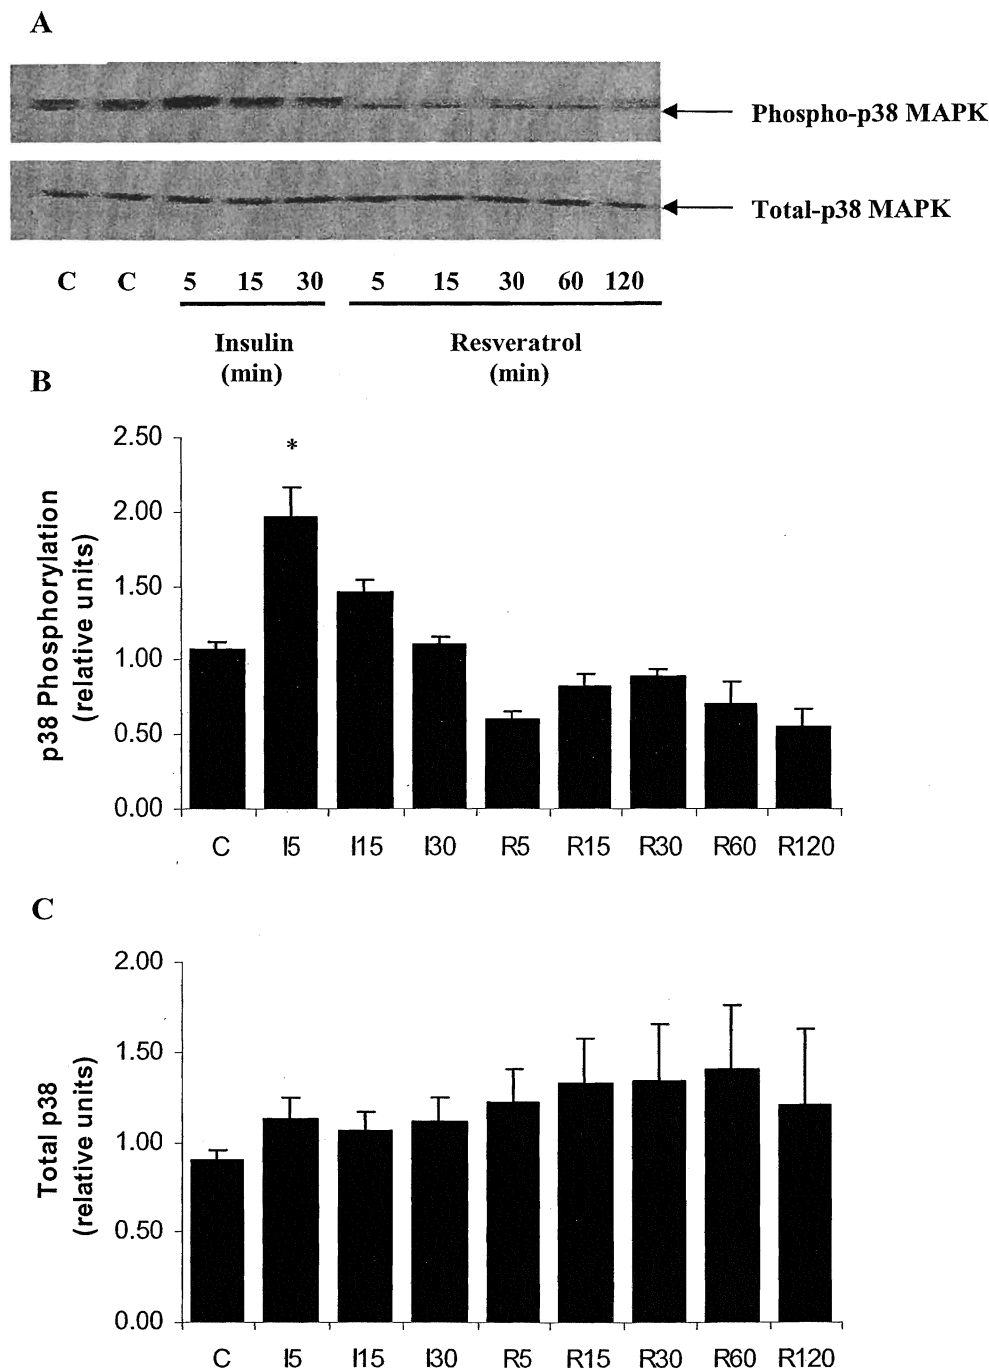 A
Phospho-p38 MAPK
Total-p38 MAPK
C C 5 15 30 5 15 30 60 120
Insulin
(min)
Resveratrol
(min)
B
p38 Phosphorylation
(relative units)
2.50
2.00
1.50
1.00
0.50
0.00
*
C I5 I15 I30 R5 R15 R30 R60 R120
C
Total p38
(relative units)
2.00
1.50
1.00
0.50
0.00
C I5 I15 I30 R5 R15 R30 R60 R120